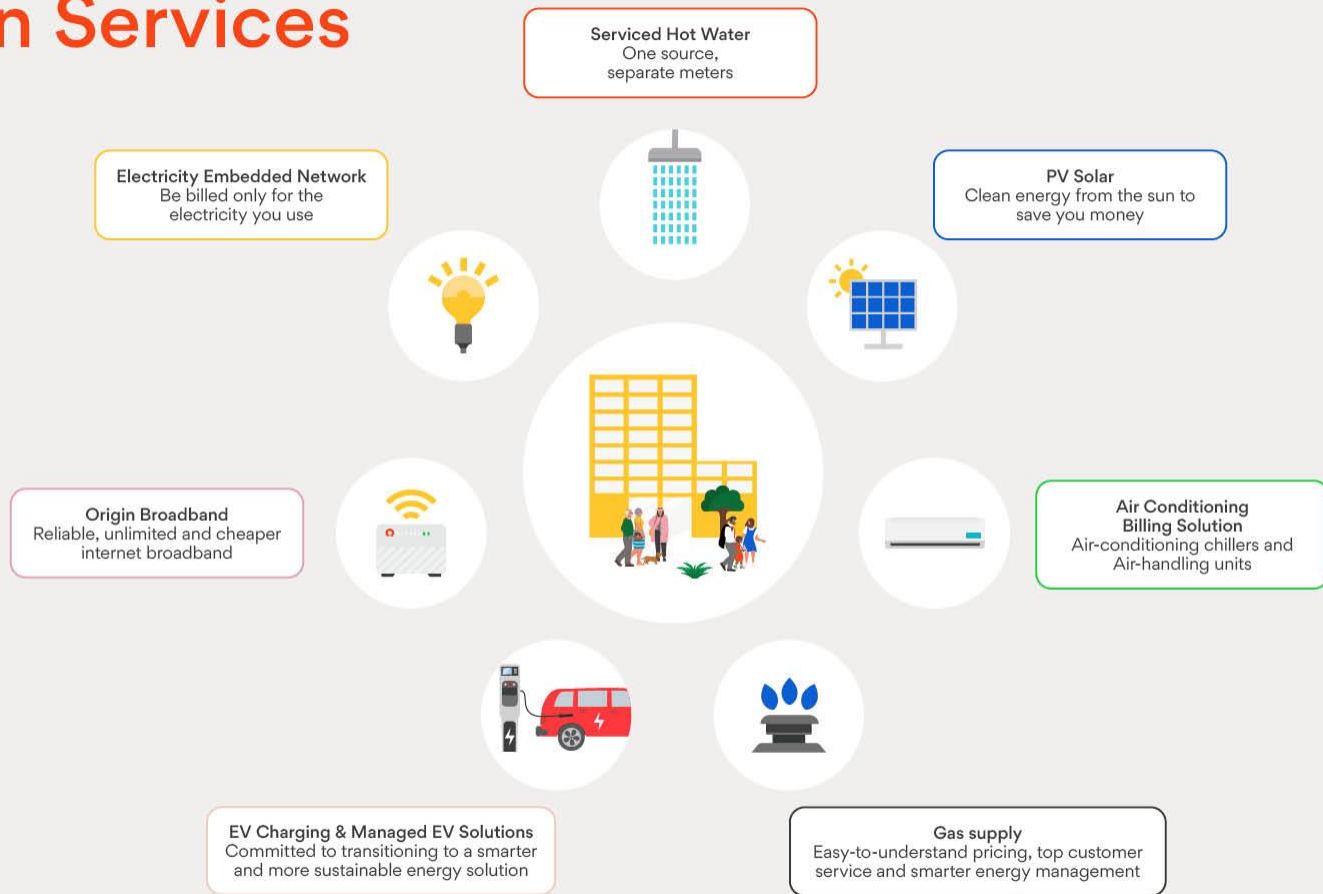 n Services
Serviced Hot Water
One source,
separate meters
Electricity Embedded Network
Be billed only for the
electricity you use
PV Solar
Clean energy from the sun to
save you money
Origin Broadband
Reliable, unlimited and cheaper
internet broadband
Air Conditioning
Billing Solution
Air-conditioning chillers and
Air-handling units
EV Charging & Managed EV Solutions
Committed to transitioning to a smarter
and more sustainable energy solution
Gas supply
Easy-to-understand pricing, top customer
service and smarter energy management